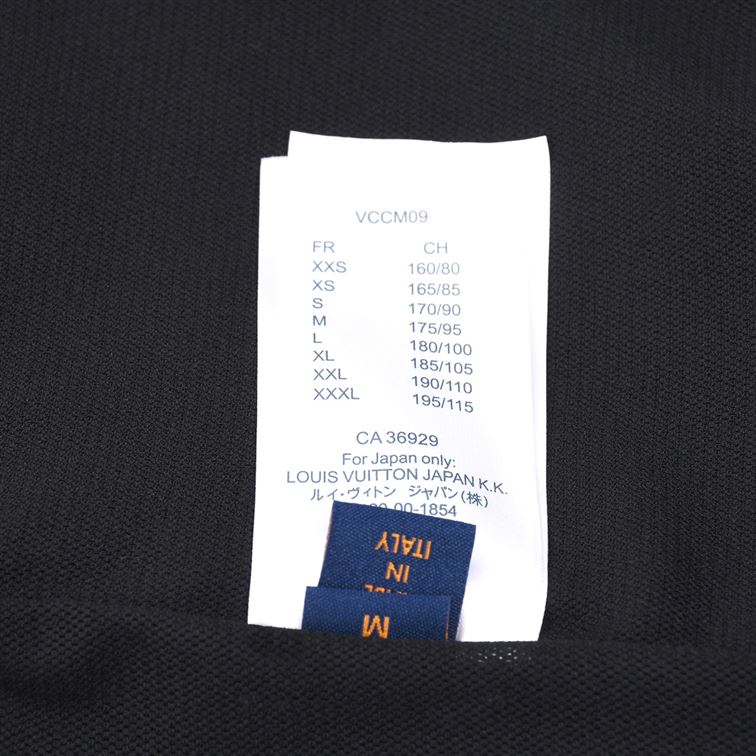 VCCM09
FR CH
XXS 160/80
XS 165/85
S 170/90
M 175/95
L 180/100
XL 185/105
XXL 190/110
XXXL 195/115
CA 36929
For Japan only:
LOUIS VUITTON JAPAN K.K.
ルイ・ヴィトン ジャパン(株)
00-1854
IN
ITALY
M